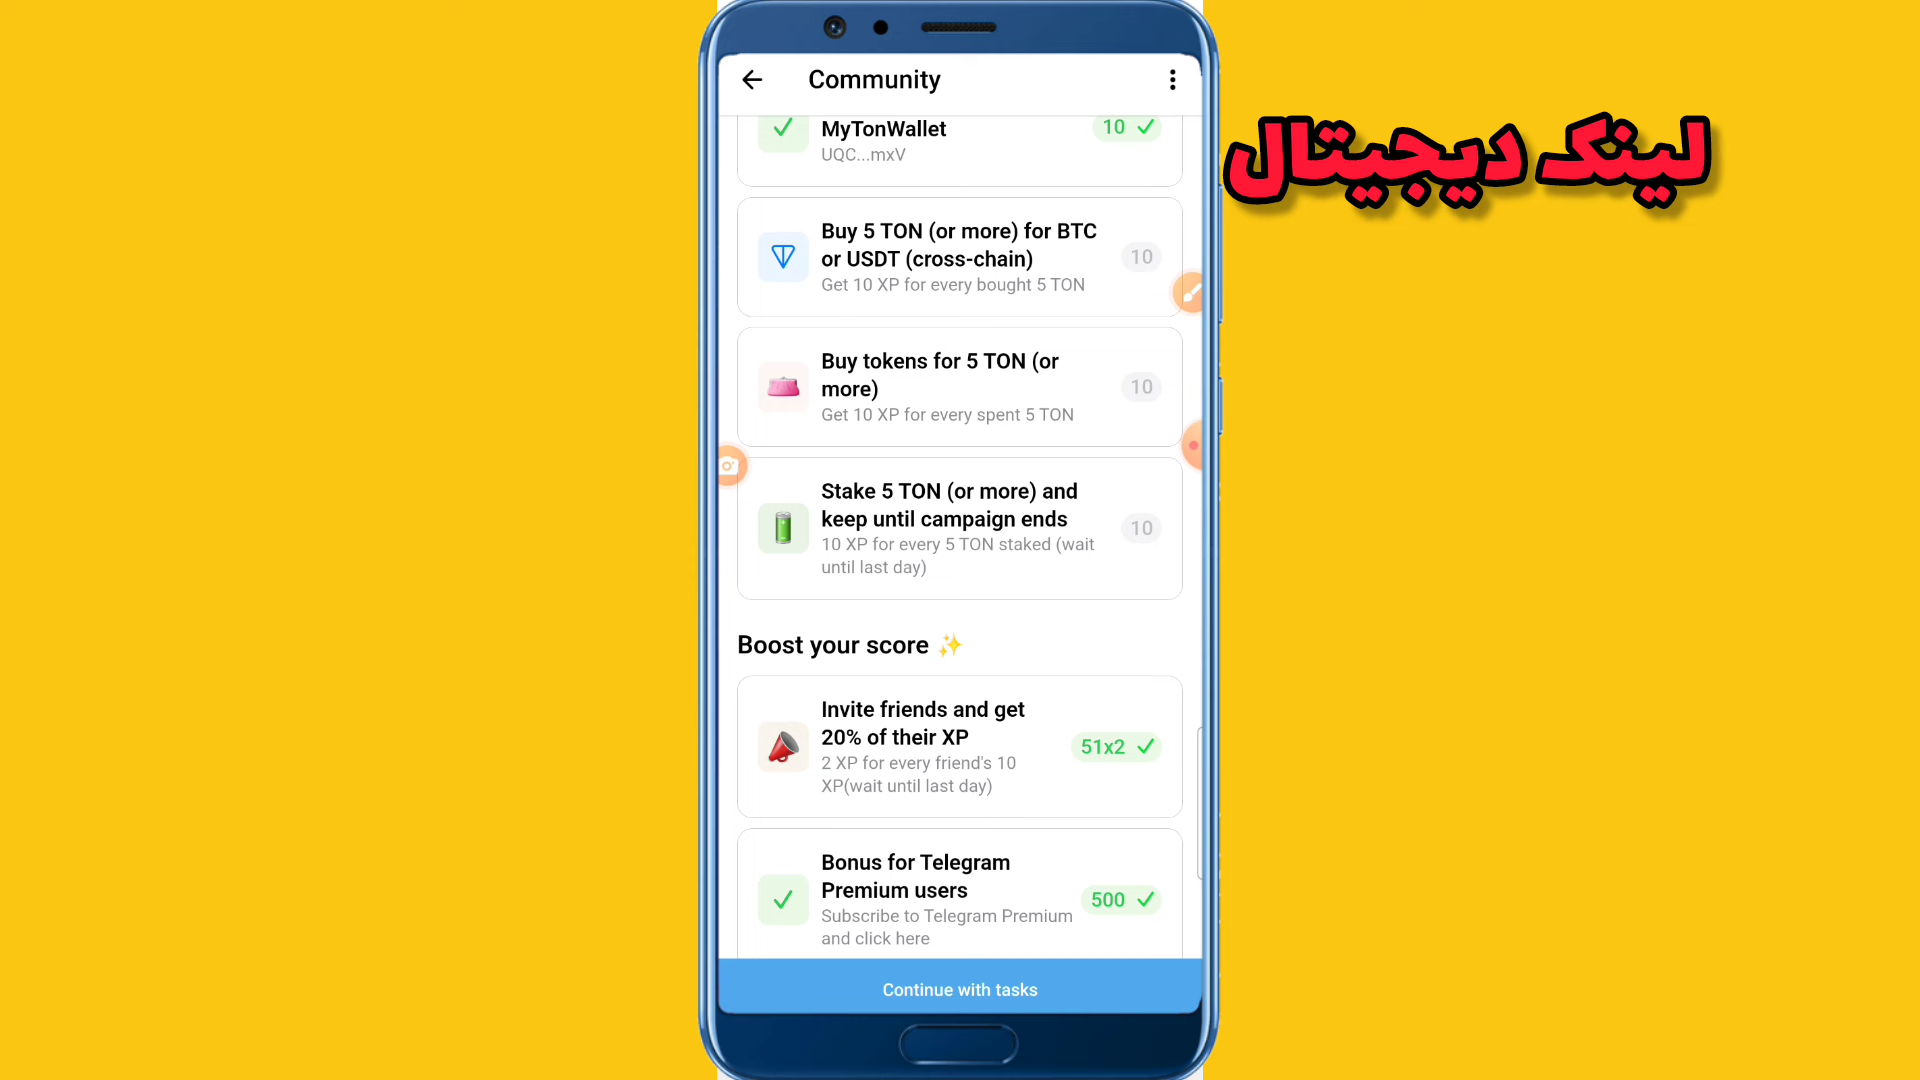 Community
لینک دیجیتال
MyTonWallet
10
UQC...mxV
Buy 5 TON (or more) for BTC
or USDT (cross-chain)
10
Get 10 XP for every bought 5 TON
Buy tokens for 5 TON (or
more)
10
Get 10 XP for every spent 5 TON
Stake 5 TON (or more) and
keep until campaign ends
10
10 XP for every 5 TON staked (wait
until last day)
Boost your score ✨
Invite friends and get
20% of their XP
51x2
2 XP for every friend's 10
XP(wait until last day)
Bonus for Telegram
Premium users
500
Subscribe to Telegram Premium
and click here
Continue with tasks